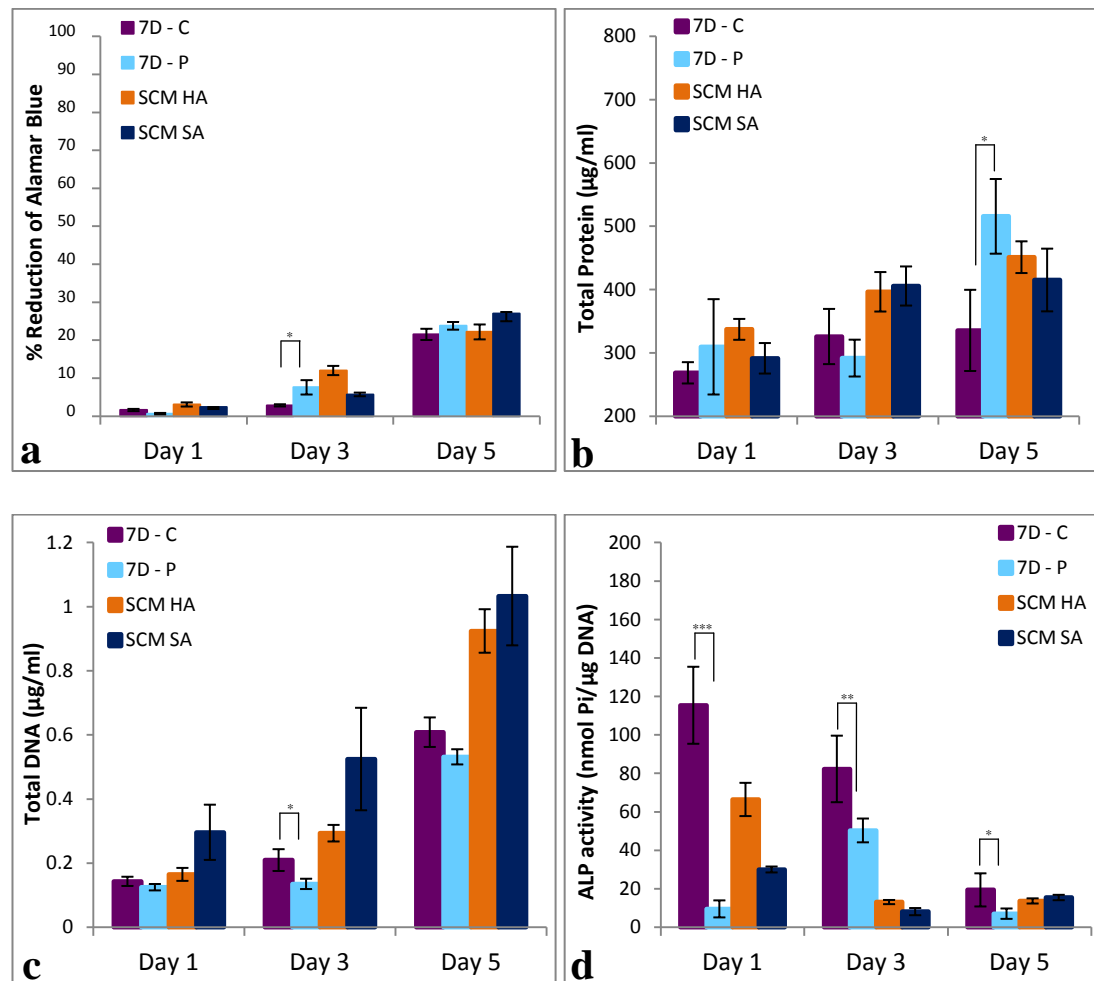 7D - C
7D - P
SCM HA
SCM SA
% Reduction of Alamar Blue
100
90
80
70
60
50
40
30
20
10
0
*
Day 1
Day 3
Day 5
a
7D - C
7D - P
SCM HA
SCM SA
Total Protein (µg/ml)
800
700
600
500
400
300
200
*
Day 1
Day 3
Day 5
b
7D - C
7D - P
SCM HA
SCM SA
Total DNA (µg/ml)
1.2
1
0.8
0.6
0.4
0.2
0
*
Day 1
Day 3
Day 5
c
7D - C
7D - P
SCM HA
SCM SA
ALP activity (nmol Pi/µg DNA)
200
180
160
140
120
100
80
60
40
20
0
***
**
*
Day 1
Day 3
Day 5
d